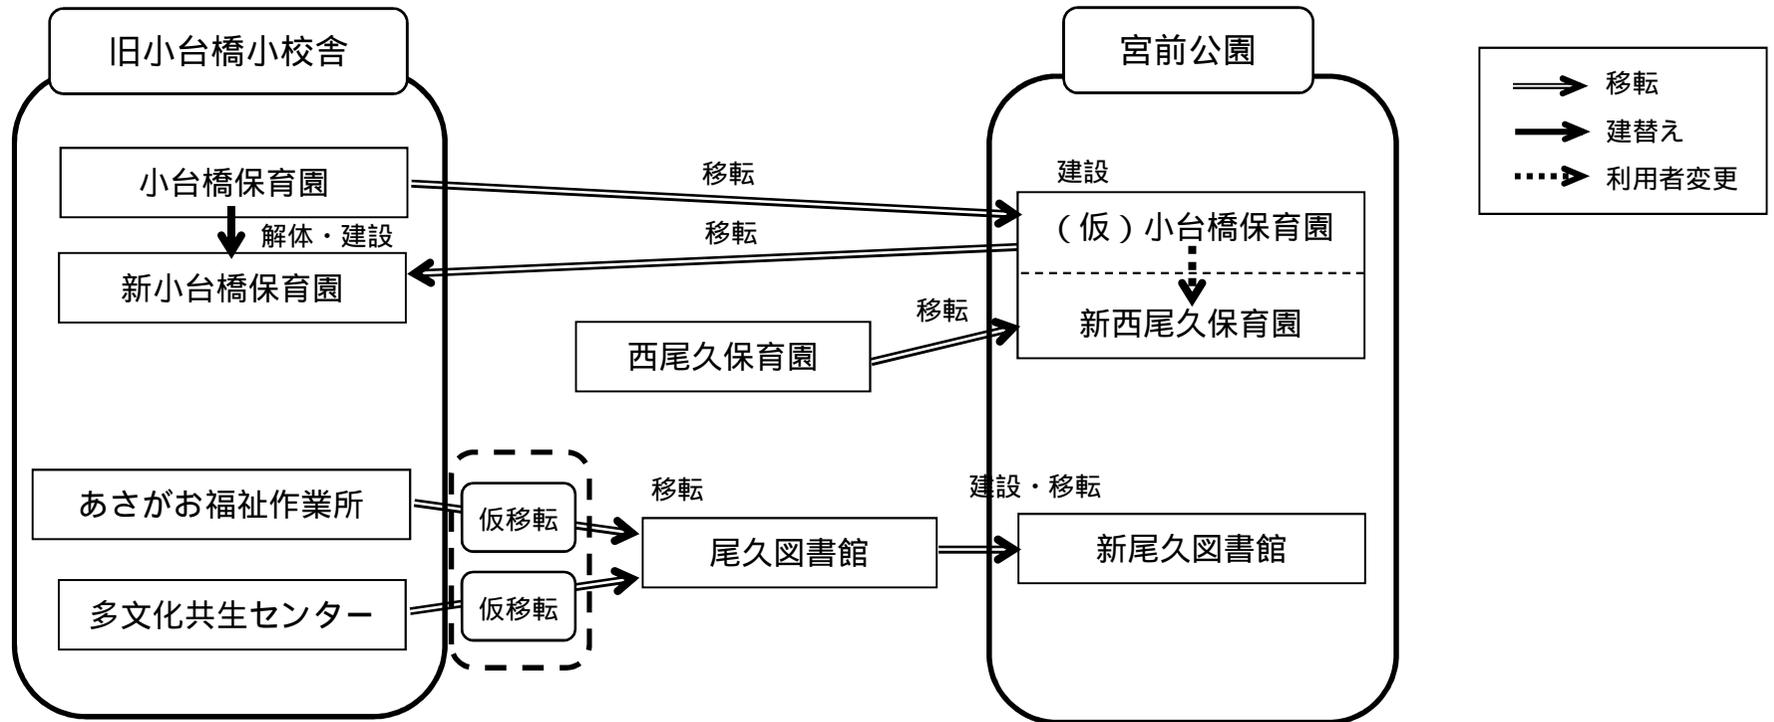 旧小台橋小校舎
宮前公園
移転
建替え
利用者変更
小台橋保育園
解体・建設
新小台橋保育園
移転
移転
建設
（仮）小台橋保育園
新西尾久保育園
移転
西尾久保育園
あさがお福祉作業所
仮移転
多文化共生センター
仮移転
移転
尾久図書館
建設・移転
新尾久図書館